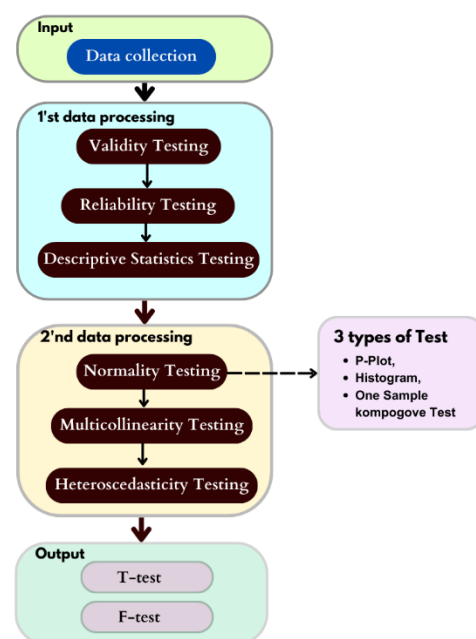 Input
Data collection
1'st data processing
Validity Testing
Reliability Testing
Descriptive Statistics Testing
2'nd data processing
Normality Testing
Multicollinearity Testing
Heteroscedasticity Testing
3 types of Test
• P-Plot,
• Histogram,
• One Sample
kompogove Test
Output
T-test
F-test